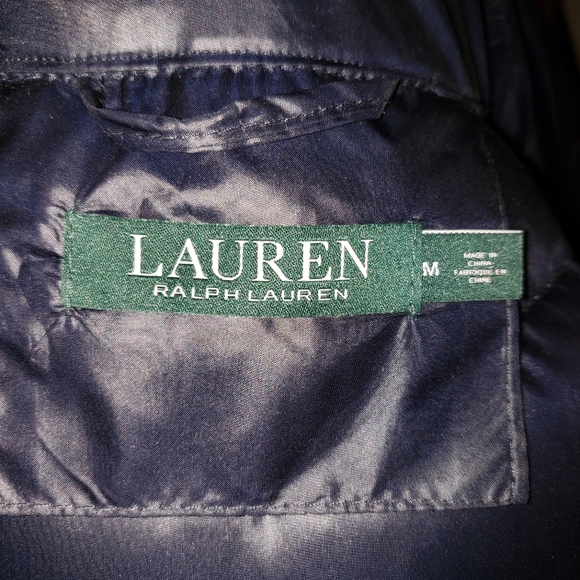 LAUREN
RALPH LAUREN
M
MADE IN
CHINA
FABRIQUE EN
CHINE